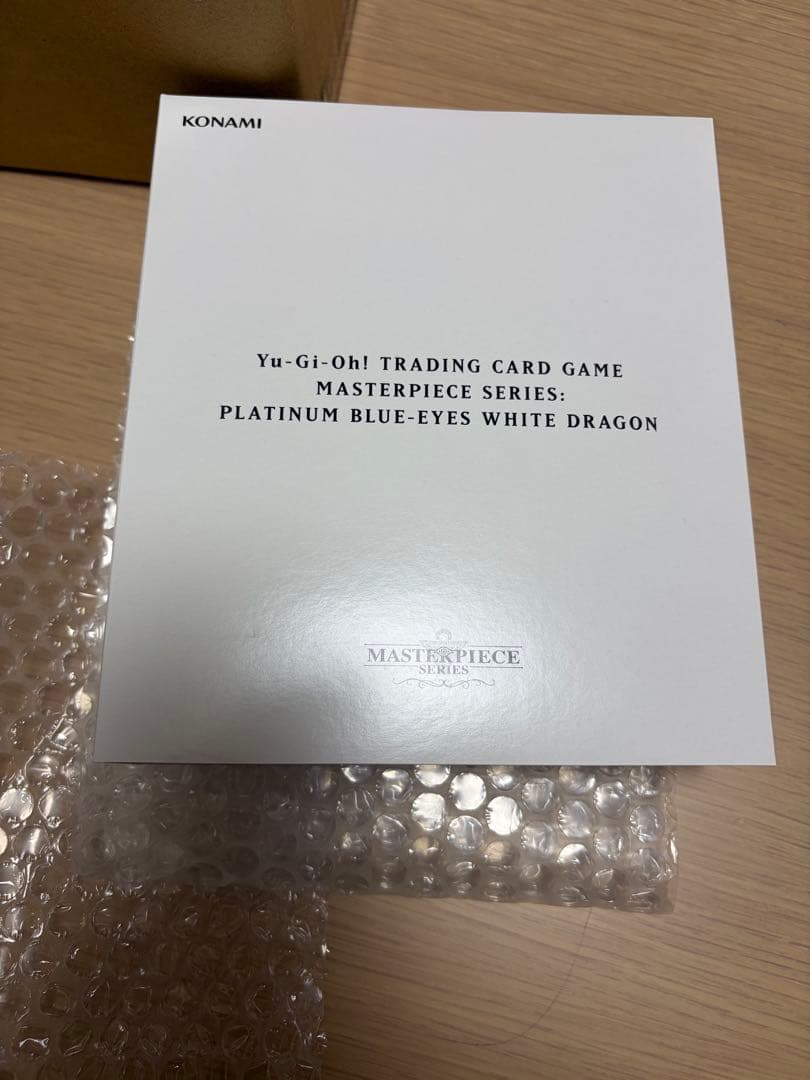 KONAMI
Yu-Gi-Oh! TRADING CARD GAME
MASTERPIECE SERIES:
PLATINUM BLUE-EYES WHITE DRAGON
MASTERPIECE
SERIES